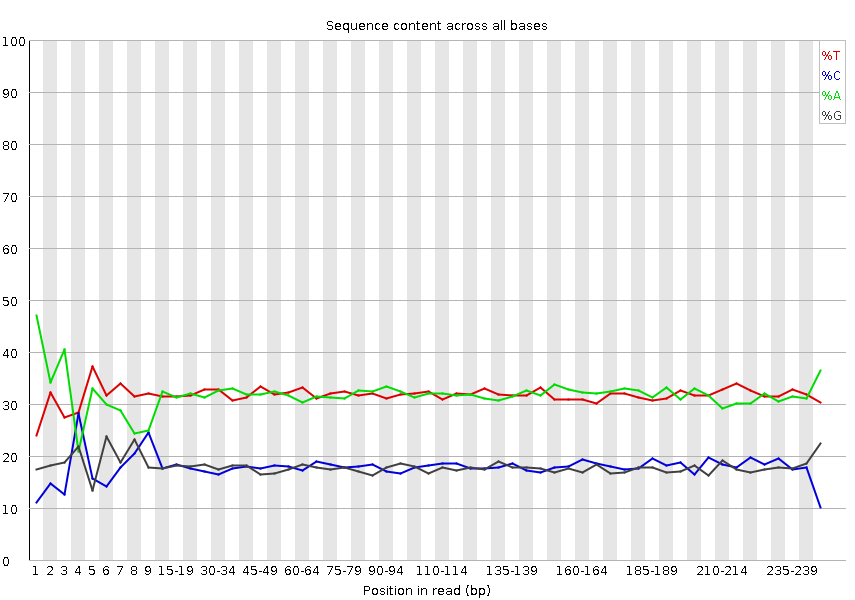 Sequence content across all bases
100
90
80
70
60
50
40
30
20
10
0
%T
%C
%A
%G
1 2 3 4 5 6 7 8 9 15-19 30-34 45-49 60-64 75-79 90-94 110-114 135-139 160-164 185-189 210-214 235-239
Position in read (bp)